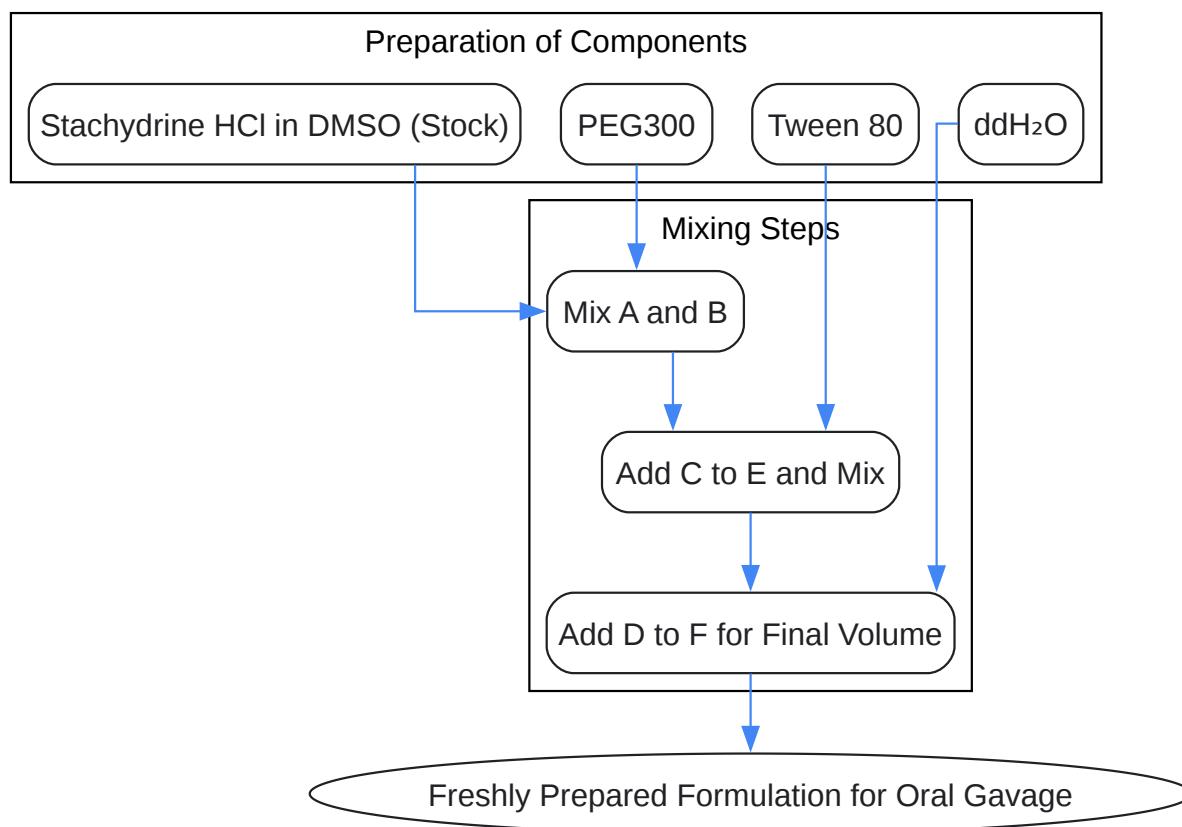 Preparation of Components
Stachydrine HCl in DMSO (Stock)
PEG300
Tween 80
ddH₂O
Mixing Steps
Mix A and B
Add C to E and Mix
Add D to F for Final Volume
Freshly Prepared Formulation for Oral Gavage